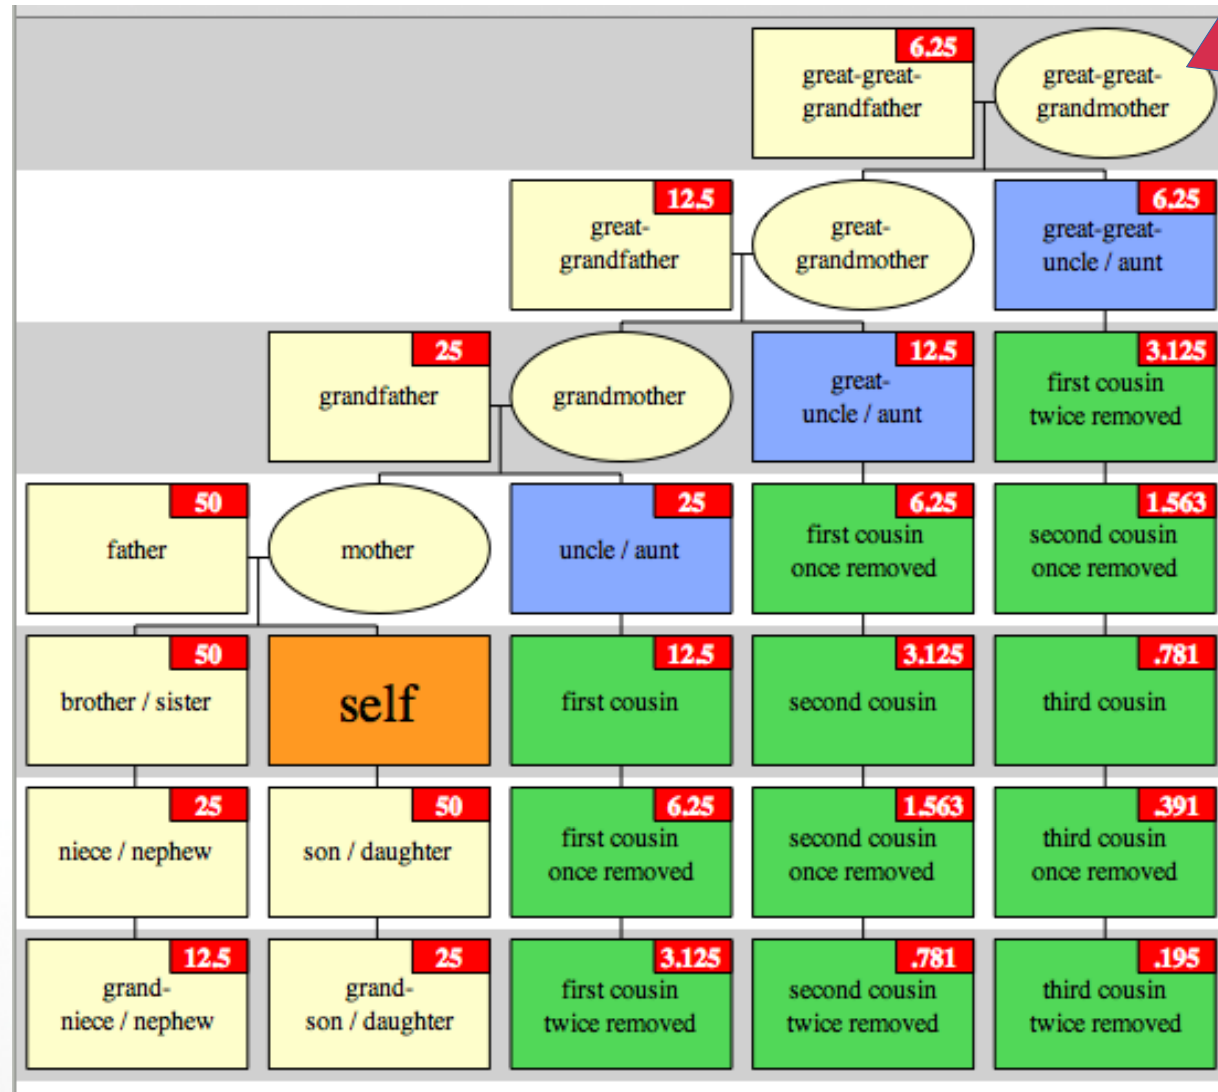 6.25
great-great-
grandfather
great-great-
grandmother
12.5
great-
grandfather
great-
grandmother
6.25
great-great-
uncle / aunt
25
grandfather
grandmother
12.5
great-
uncle / aunt
3.125
first cousin
twice removed
50
father
mother
25
uncle / aunt
6.25
first cousin
once removed
1.563
second cousin
once removed
50
brother / sister
self
12.5
first cousin
3.125
second cousin
.781
third cousin
25
niece / nephew
50
son / daughter
6.25
first cousin
once removed
1.563
second cousin
once removed
.391
third cousin
once removed
12.5
grand-
niece / nephew
25
grand-
son / daughter
3.125
first cousin
twice removed
.781
second cousin
twice removed
.195
third cousin
twice removed